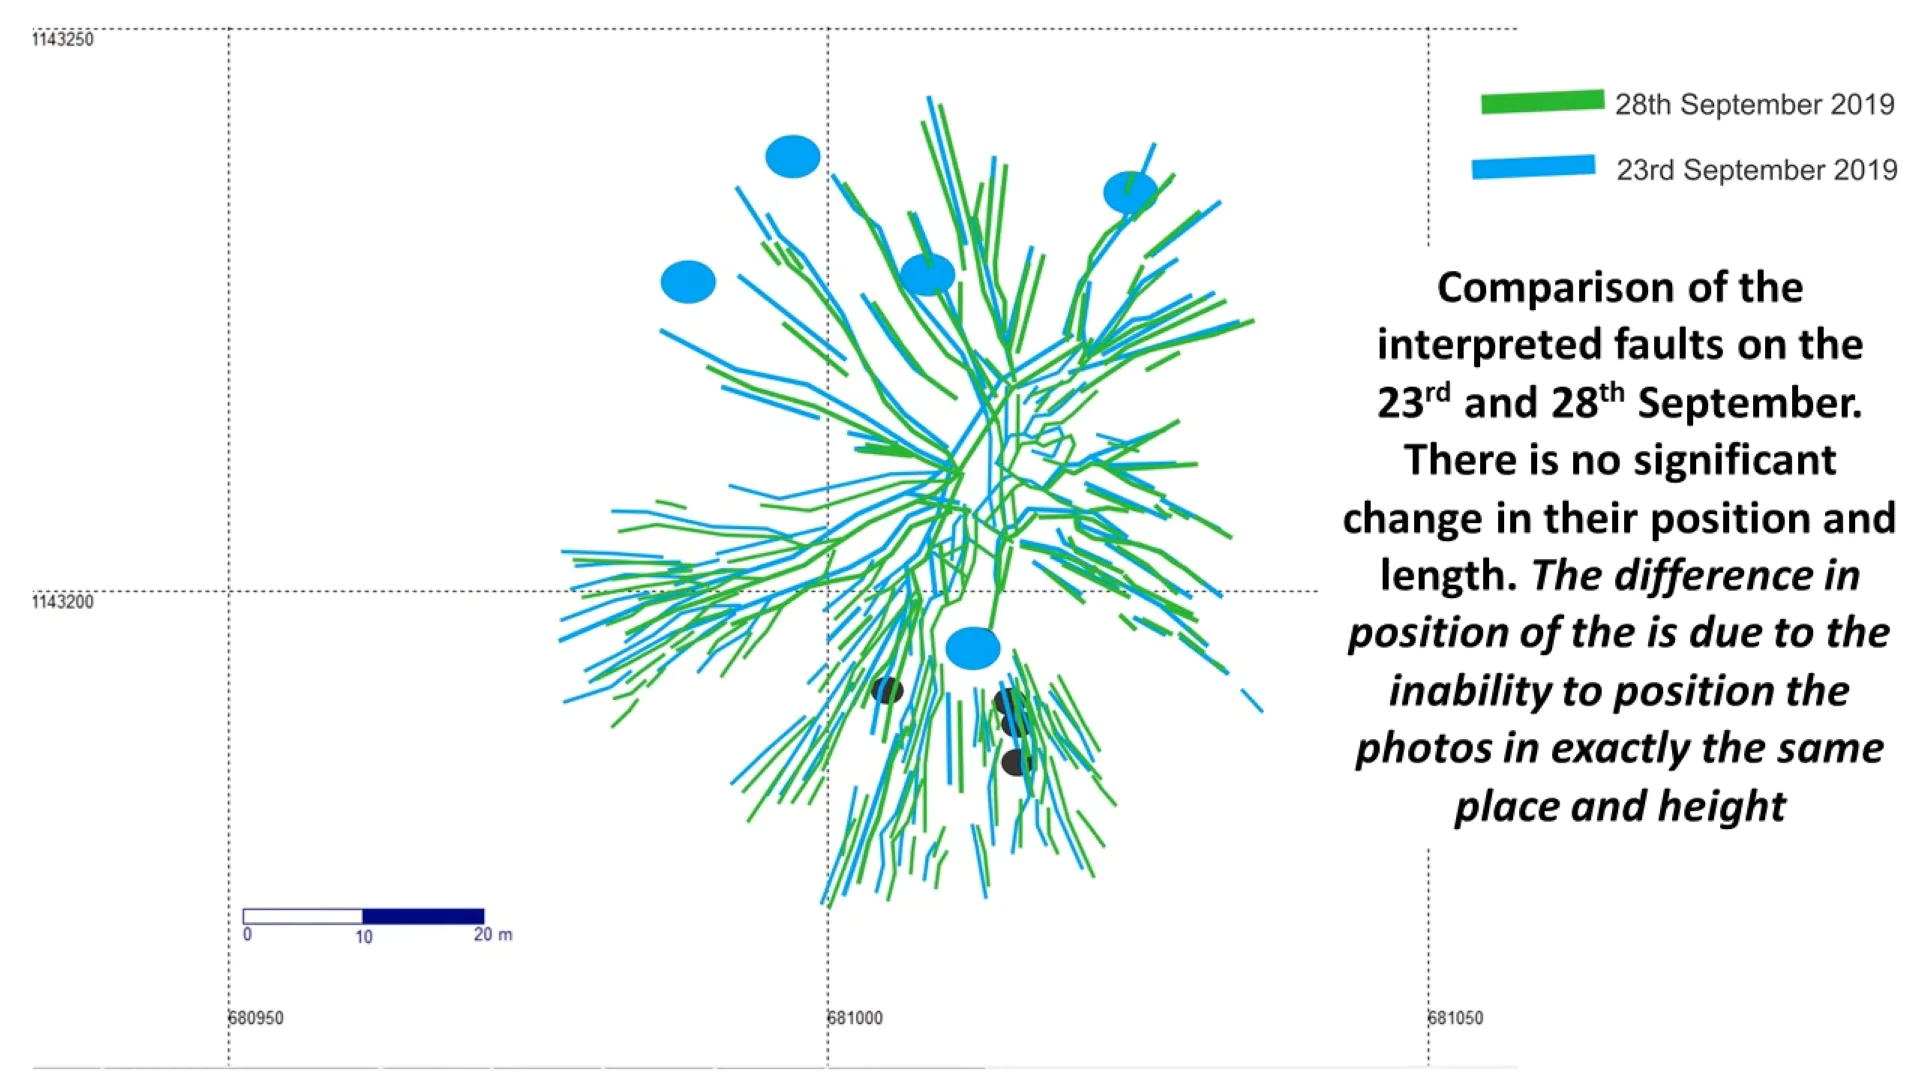 1143250
28th September 2019
23rd September 2019
Comparison of the
interpreted faults on the
23rd and 28th September.
There is no significant
change in their position and
length. The difference in
position of the is due to the
inability to position the
photos in exactly the same
place and height
1143200
0 10 20 m
680950 681000 681050